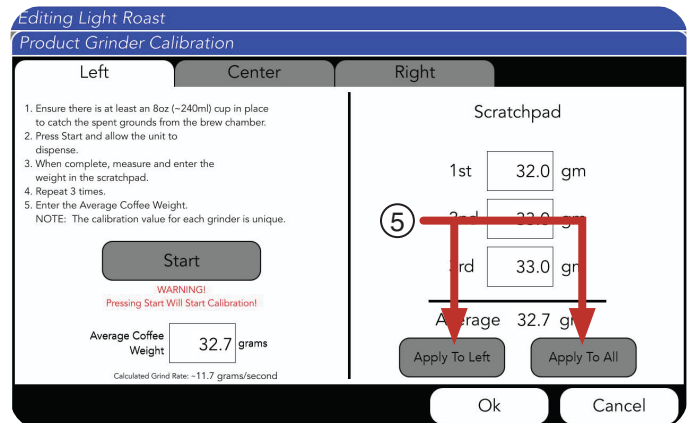 Editing Light Roast
Product Grinder Calibration
Left
Center
Right
1. Ensure there is at least an 8oz (~240ml) cup in place
to catch the spent grounds from the brew chamber.
2. Press Start and allow the unit to
dispense.
3. When complete, measure and enter the
weight in the scratchpad.
4. Repeat 3 times.
5. Enter the Average Coffee Weight.
NOTE: The calibration value for each grinder is unique.
Start
WARNING!
Pressing Start Will Start Calibration!
Average Coffee
Weight
32.7 grams
Calculated Grind Rate: ~11.7 grams/second
Scratchpad
1st 32.0 gm
5
2nd 33.0 gm
3rd 33.0 gm
Average 32.7 gm
Apply To Left
Apply To All
Ok
Cancel